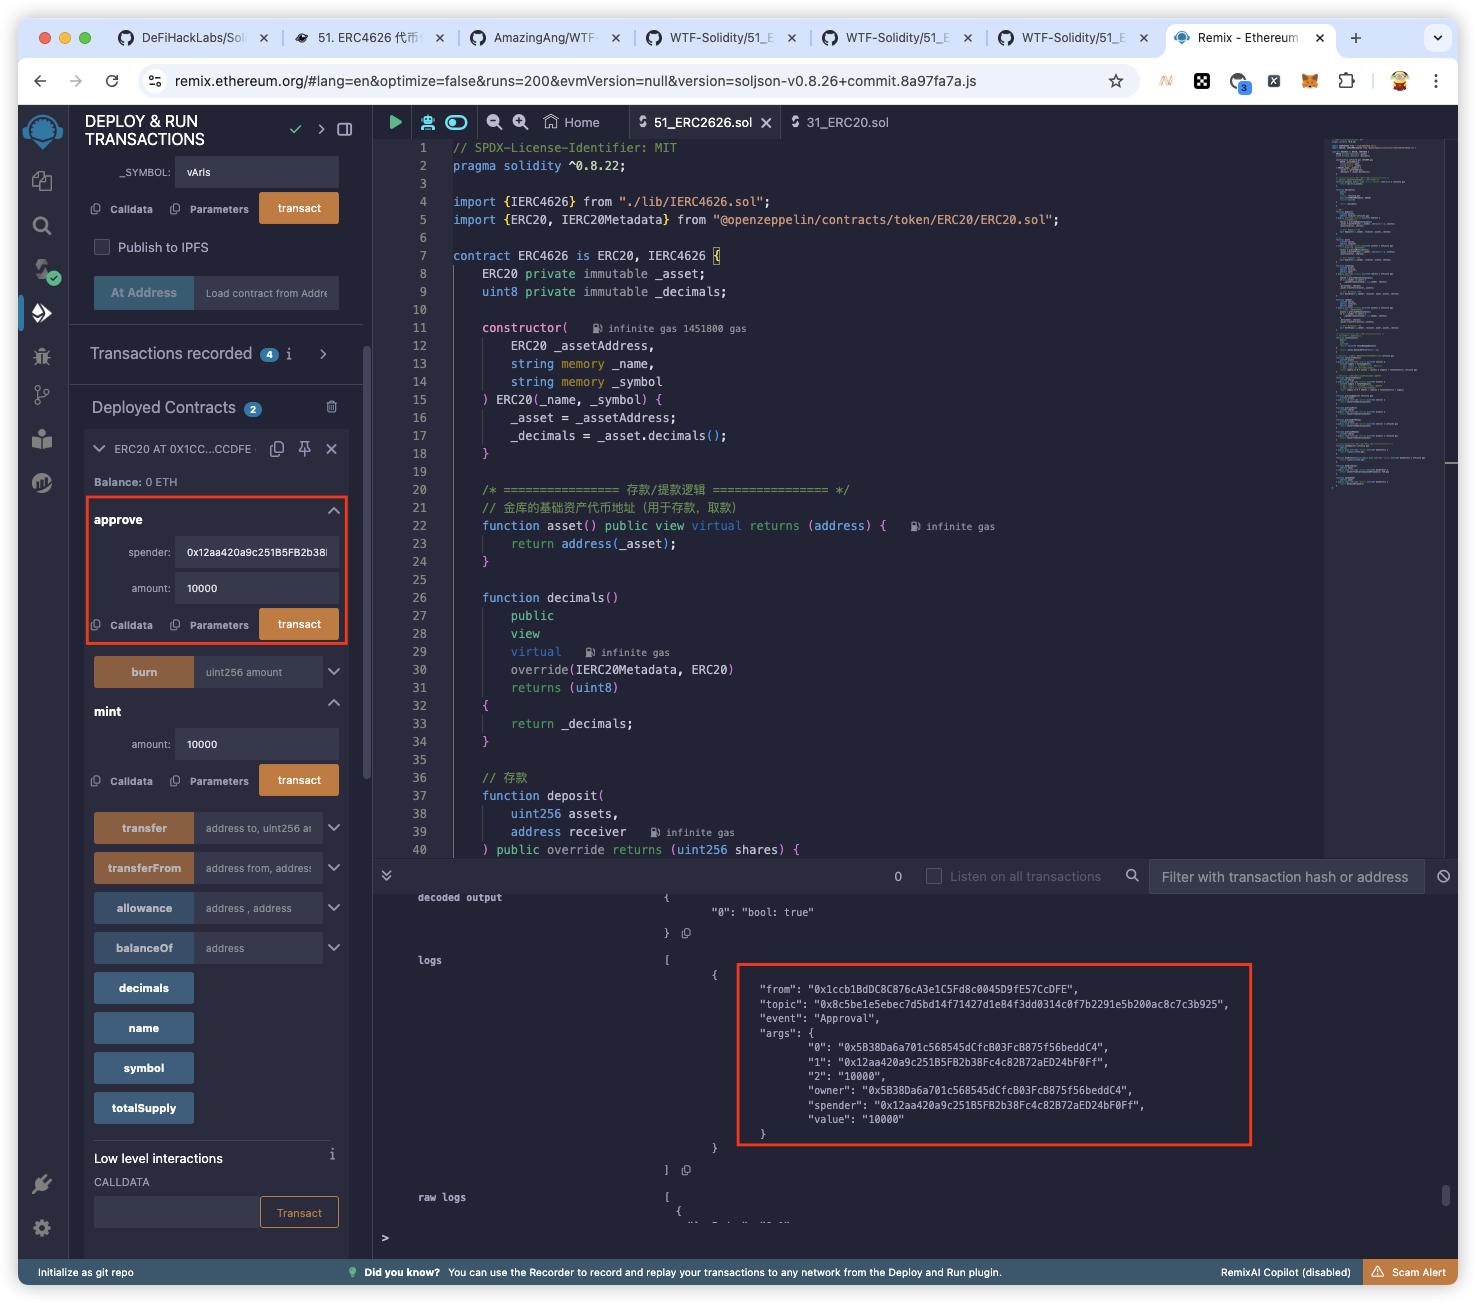 DeFiHackLabs/Soli
51. ERC4626 代币
AmazingAng/WTF-
WTF-Solidity/51_E
WTF-Solidity/51_E
WTF-Solidity/51_E
Remix - Ethereum
remix.ethereum.org/#lang=en&optimize=false&runs=200&evmVersion=null&version=soljson-v0.8.26+commit.8a97fa7a.js
3
DEPLOY & RUN
TRANSACTIONS
_SYMBOL: vAris
Calldata Parameters transact
Publish to IPFS
At Address Load contract from Addre
Transactions recorded 4 i
Deployed Contracts 2
ERC20 AT 0X1CC...CCDFE
Balance: 0 ETH
approve
spender: 0x12aa420a9c251B5FB2b38
amount: 10000
Calldata Parameters transact
burn uint256 amount
mint
amount: 10000
Calldata Parameters transact
transfer address to, uint256 a
transferFrom address from, address
allowance address , address
balanceOf address
decimals
name
symbol
totalSupply
Low level interactions i
CALLDATA
Transact
Home
51_ERC2626.sol
31_ERC20.sol
1 // SPDX-License-Identifier: MIT
2 pragma solidity ^0.8.22;
3
4 import {IERC4626} from "./lib/IERC4626.sol";
5 import {ERC20, IERC20Metadata} from "@openzeppelin/contracts/token/ERC20/ERC20.sol";
6
7 contract ERC4626 is ERC20, IERC4626 {
8 ERC20 private immutable _asset;
9 uint8 private immutable _decimals;
10
11 constructor( infinite gas 1451800 gas
12 ERC20 _assetAddress,
13 string memory _name,
14 string memory _symbol
15 ) ERC20(_name, _symbol) {
16 _asset = _assetAddress;
17 _decimals = _asset.decimals();
18 }
19
20 /* ================ 存款/提款逻辑 ================ */
21 // 金库的基础资产代币地址（用于存款，取款）
22 function asset() public view virtual returns (address) { infinite gas
23 return address(_asset);
24 }
25
26 function decimals()
27 public
28 view
29 virtual infinite gas
30 override(IERC20Metadata, ERC20)
31 returns (uint8)
32 {
33 return _decimals;
34 }
35
36 // 存款
37 function deposit(
38 uint256 assets,
39 address receiver infinite gas
40 ) public override returns (uint256 shares) {
0 Listen on all transactions Filter with transaction hash or address
decoded output {
"0": "bool: true"
}
logs [
{
"from": "0x1ccb1BdDC8C876cA3e1C5Fd8c0045D9fE57CcDFE",
"topic": "0x8c5be1e5ebec7d5bd14f71427d1e84f3dd0314c0f7b2291e5b200ac8c7c3b925",
"event": "Approval",
"args": {
"0": "0x5B38Da6a701c568545dCfcB03FcB875f56beddC4",
"1": "0x12aa420a9c251B5FB2b38Fc4c82B72aED24bF0Ff",
"2": "10000",
"owner": "0x5B38Da6a701c568545dCfcB03FcB875f56beddC4",
"spender": "0x12aa420a9c251B5FB2b38Fc4c82B72aED24bF0Ff",
"value": "10000"
}
}
]
raw logs [
{
>
Initialize as git repo
Did you know? You can use the Recorder to record and replay your transactions to any network from the Deploy and Run plugin.
RemixAI Copilot (disabled)
Scam Alert